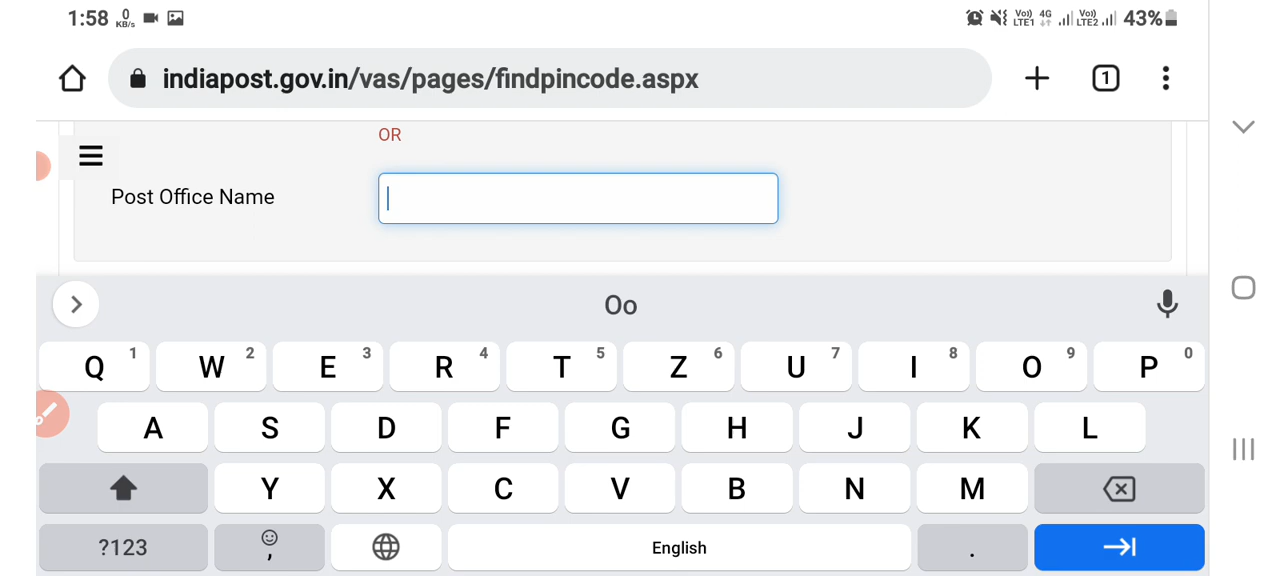 1:58 0 KB/s Vo)) LTE1 4G Vo)) LTE2 43%
indiapost.gov.in/vas/pages/findpincode.aspx 1
OR
Post Office Name
Oo
Q 1 W 2 E 3 R 4 T 5 Z 6 U 7 I 8 O 9 P 0
A S D F G H J K L
Y X C V B N M
?123 , English .